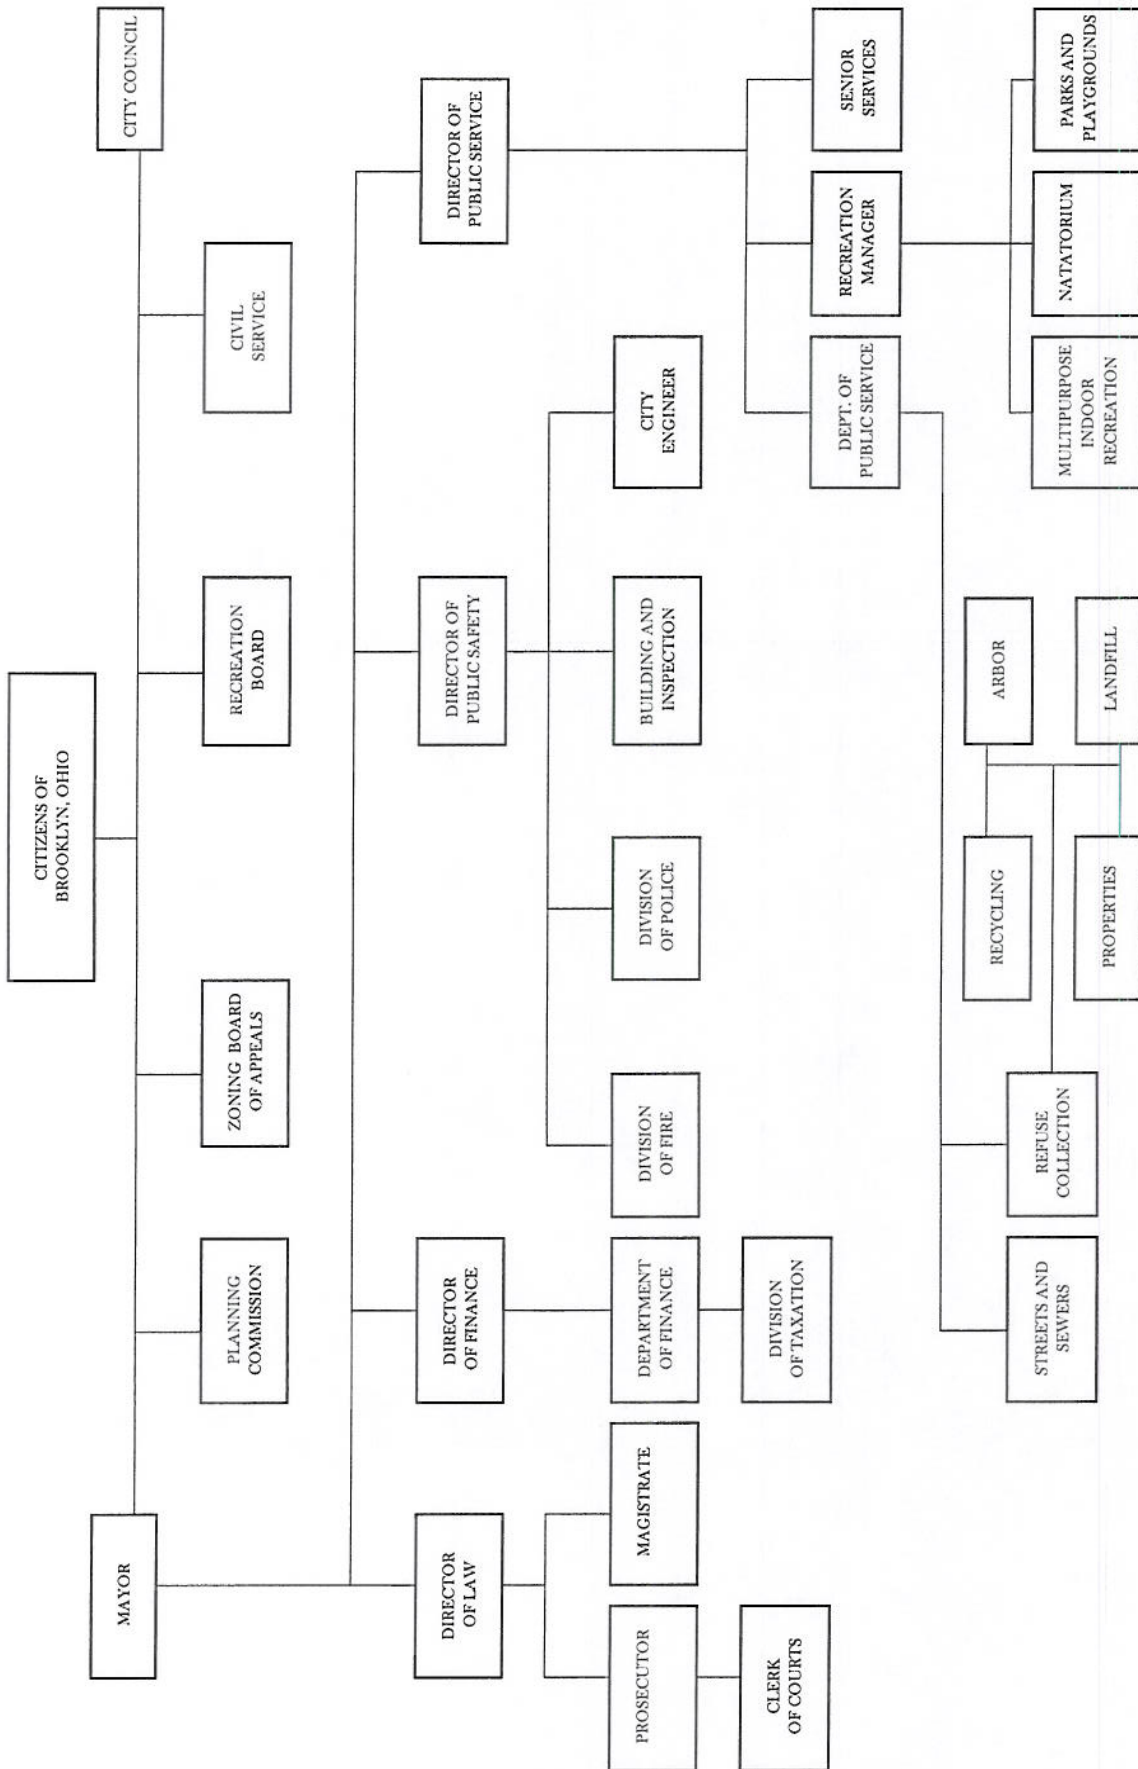 CITIZENS OF
BROOKLYN, OHIO
MAYOR
CITY COUNCIL
PLANNING
COMMISSION
ZONING BOARD
OF APPEALS
RECREATION
BOARD
CIVIL
SERVICE
DIRECTOR
OF LAW
DIRECTOR
OF FINANCE
DIRECTOR OF
PUBLIC SAFETY
DIRECTOR OF
PUBLIC SERVICE
PROSECUTOR
MAGISTRATE
DEPARTMENT
OF FINANCE
DIVISION
OF FIRE
DIVISION
OF POLICE
BUILDING AND
INSPECTION
CITY
ENGINEER
CLERK
OF COURTS
DIVISION
OF TAXATION
DEPT. OF
PUBLIC SERVICE
RECREATION
MANAGER
SENIOR
SERVICES
STREETS AND
SEWERS
REFUSE
COLLECTION
RECYCLING
ARBOR
PROPERTIES
LANDFILL
MULTIPURPOSE
INDOOR
RECREATION
NATATORIUM
PARKS AND
PLAYGROUNDS